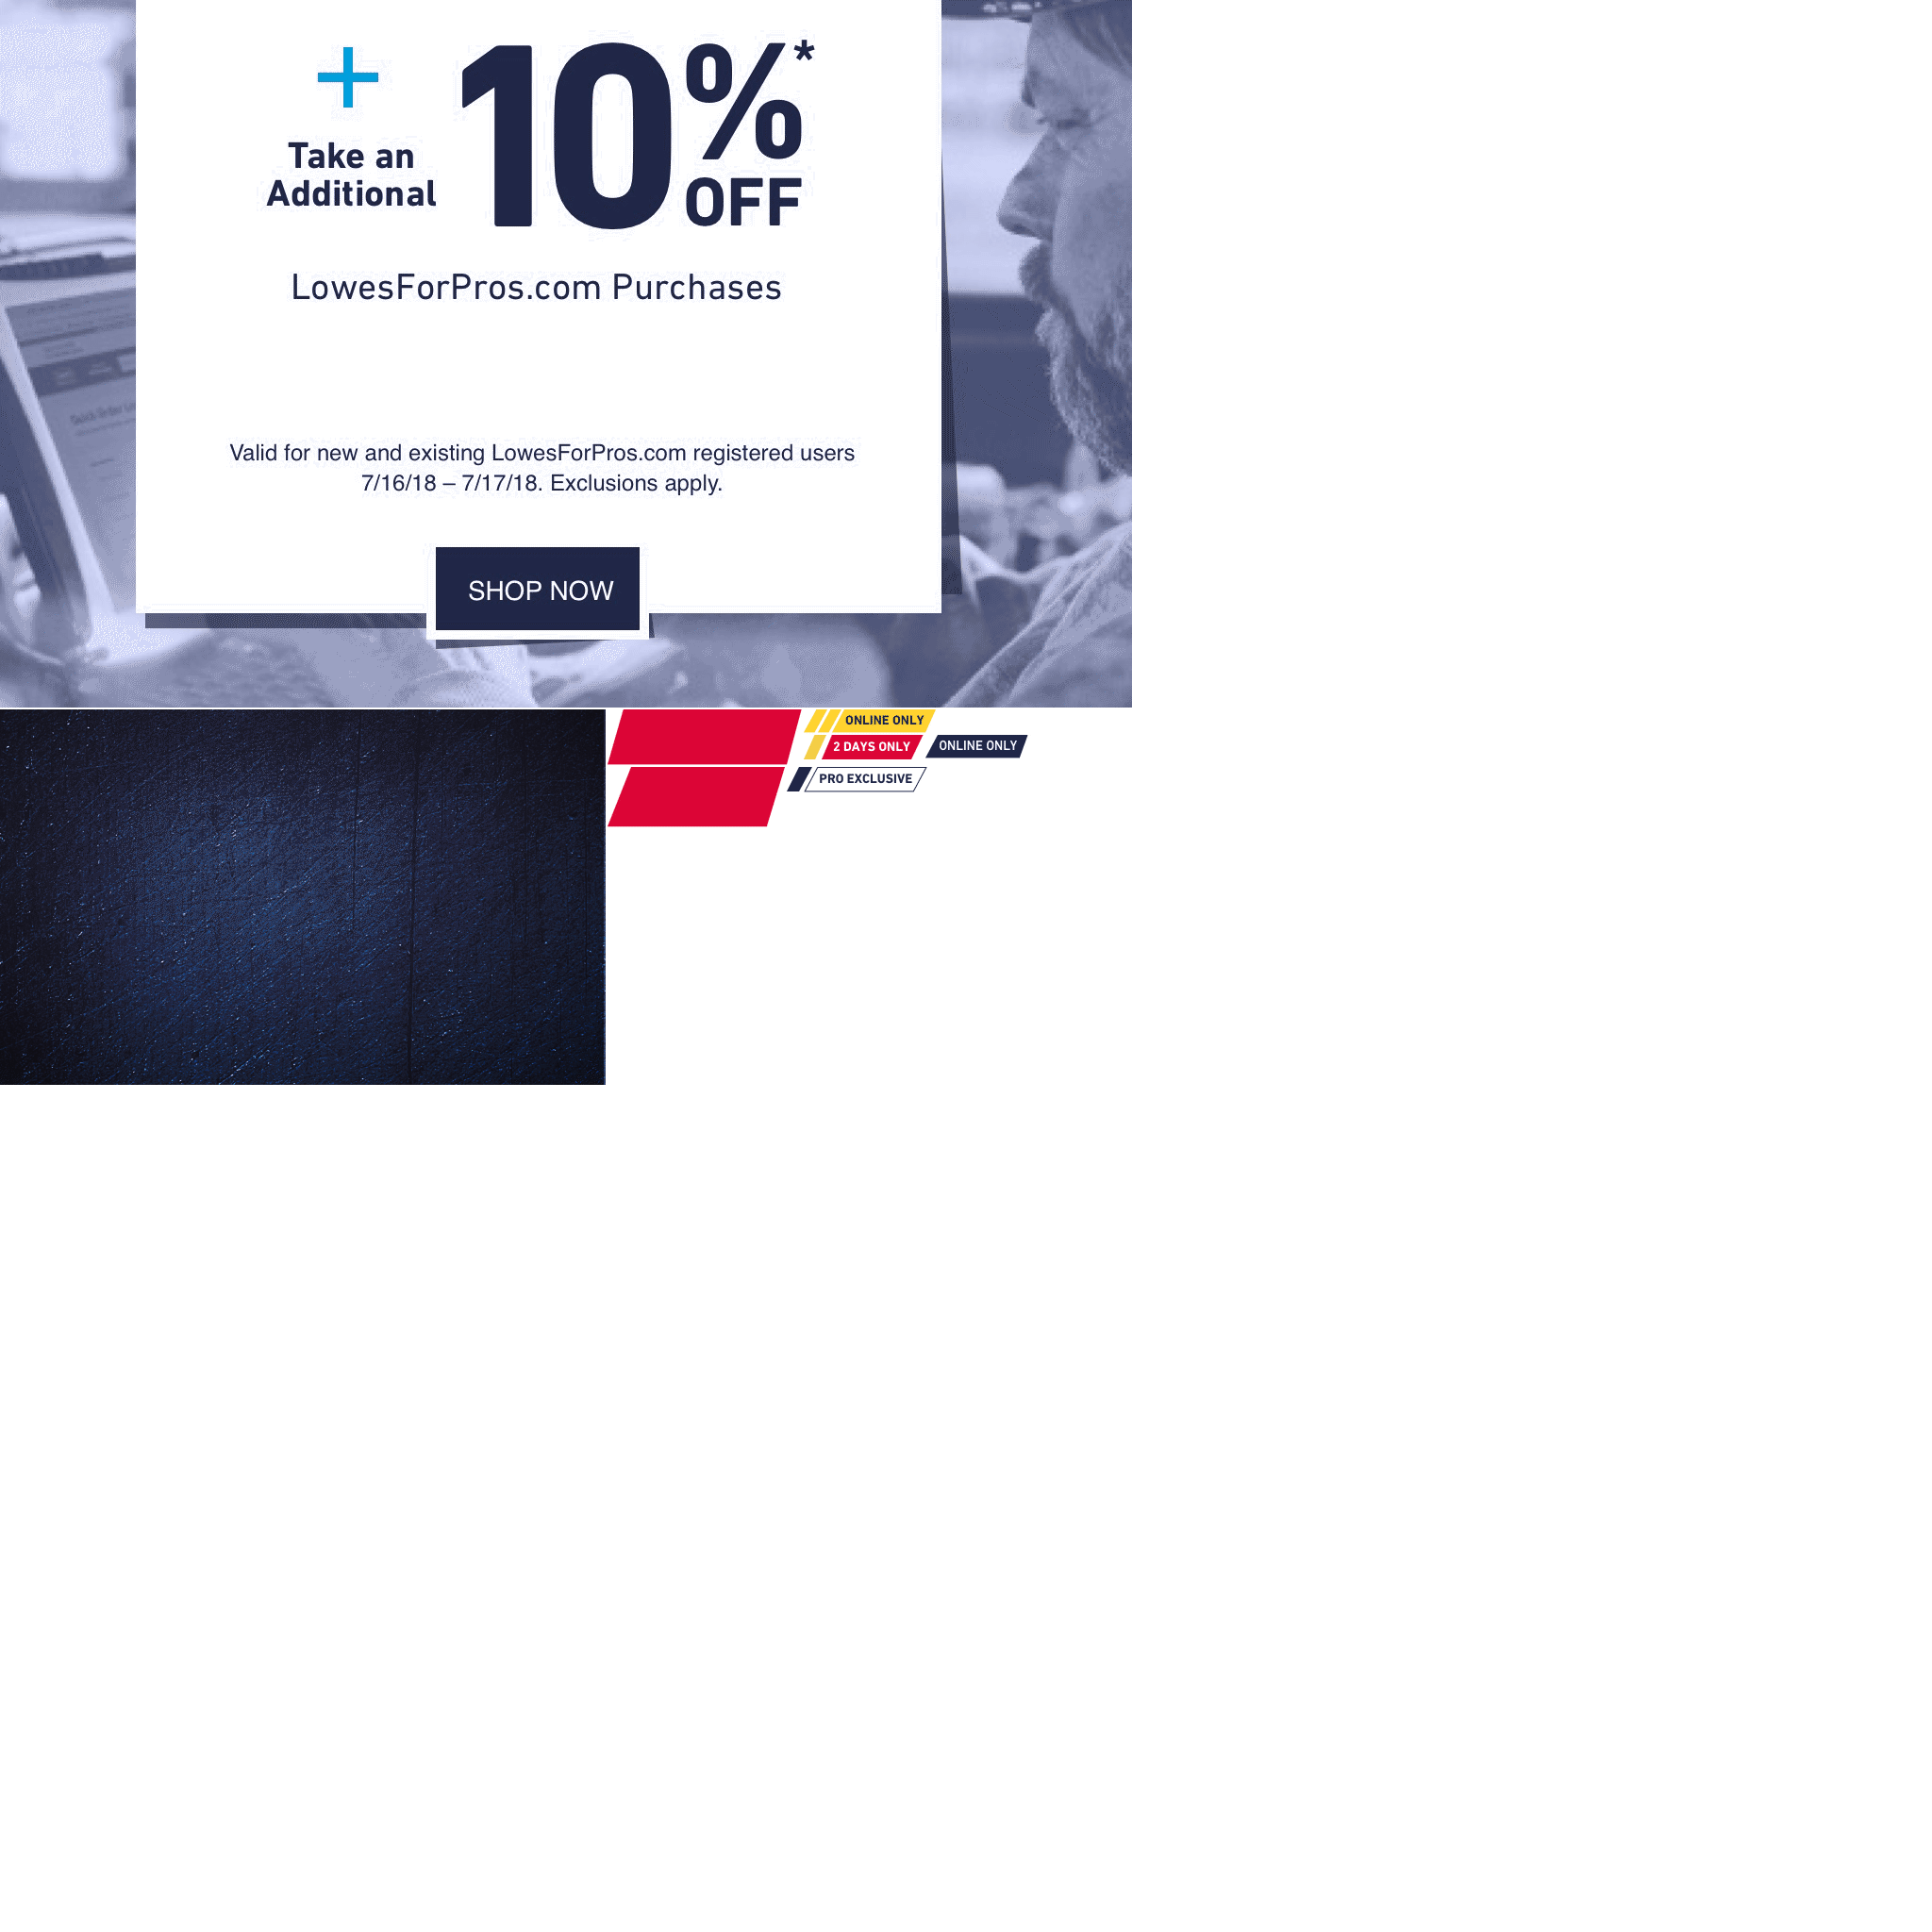 +
Take an
Additional
10%*
OFF
LowesForPros.com Purchases
Valid for new and existing LowesForPros.com registered users
7/16/18 – 7/17/18. Exclusions apply.
SHOP NOW
ONLINE ONLY
2 DAYS ONLY
ONLINE ONLY
PRO EXCLUSIVE